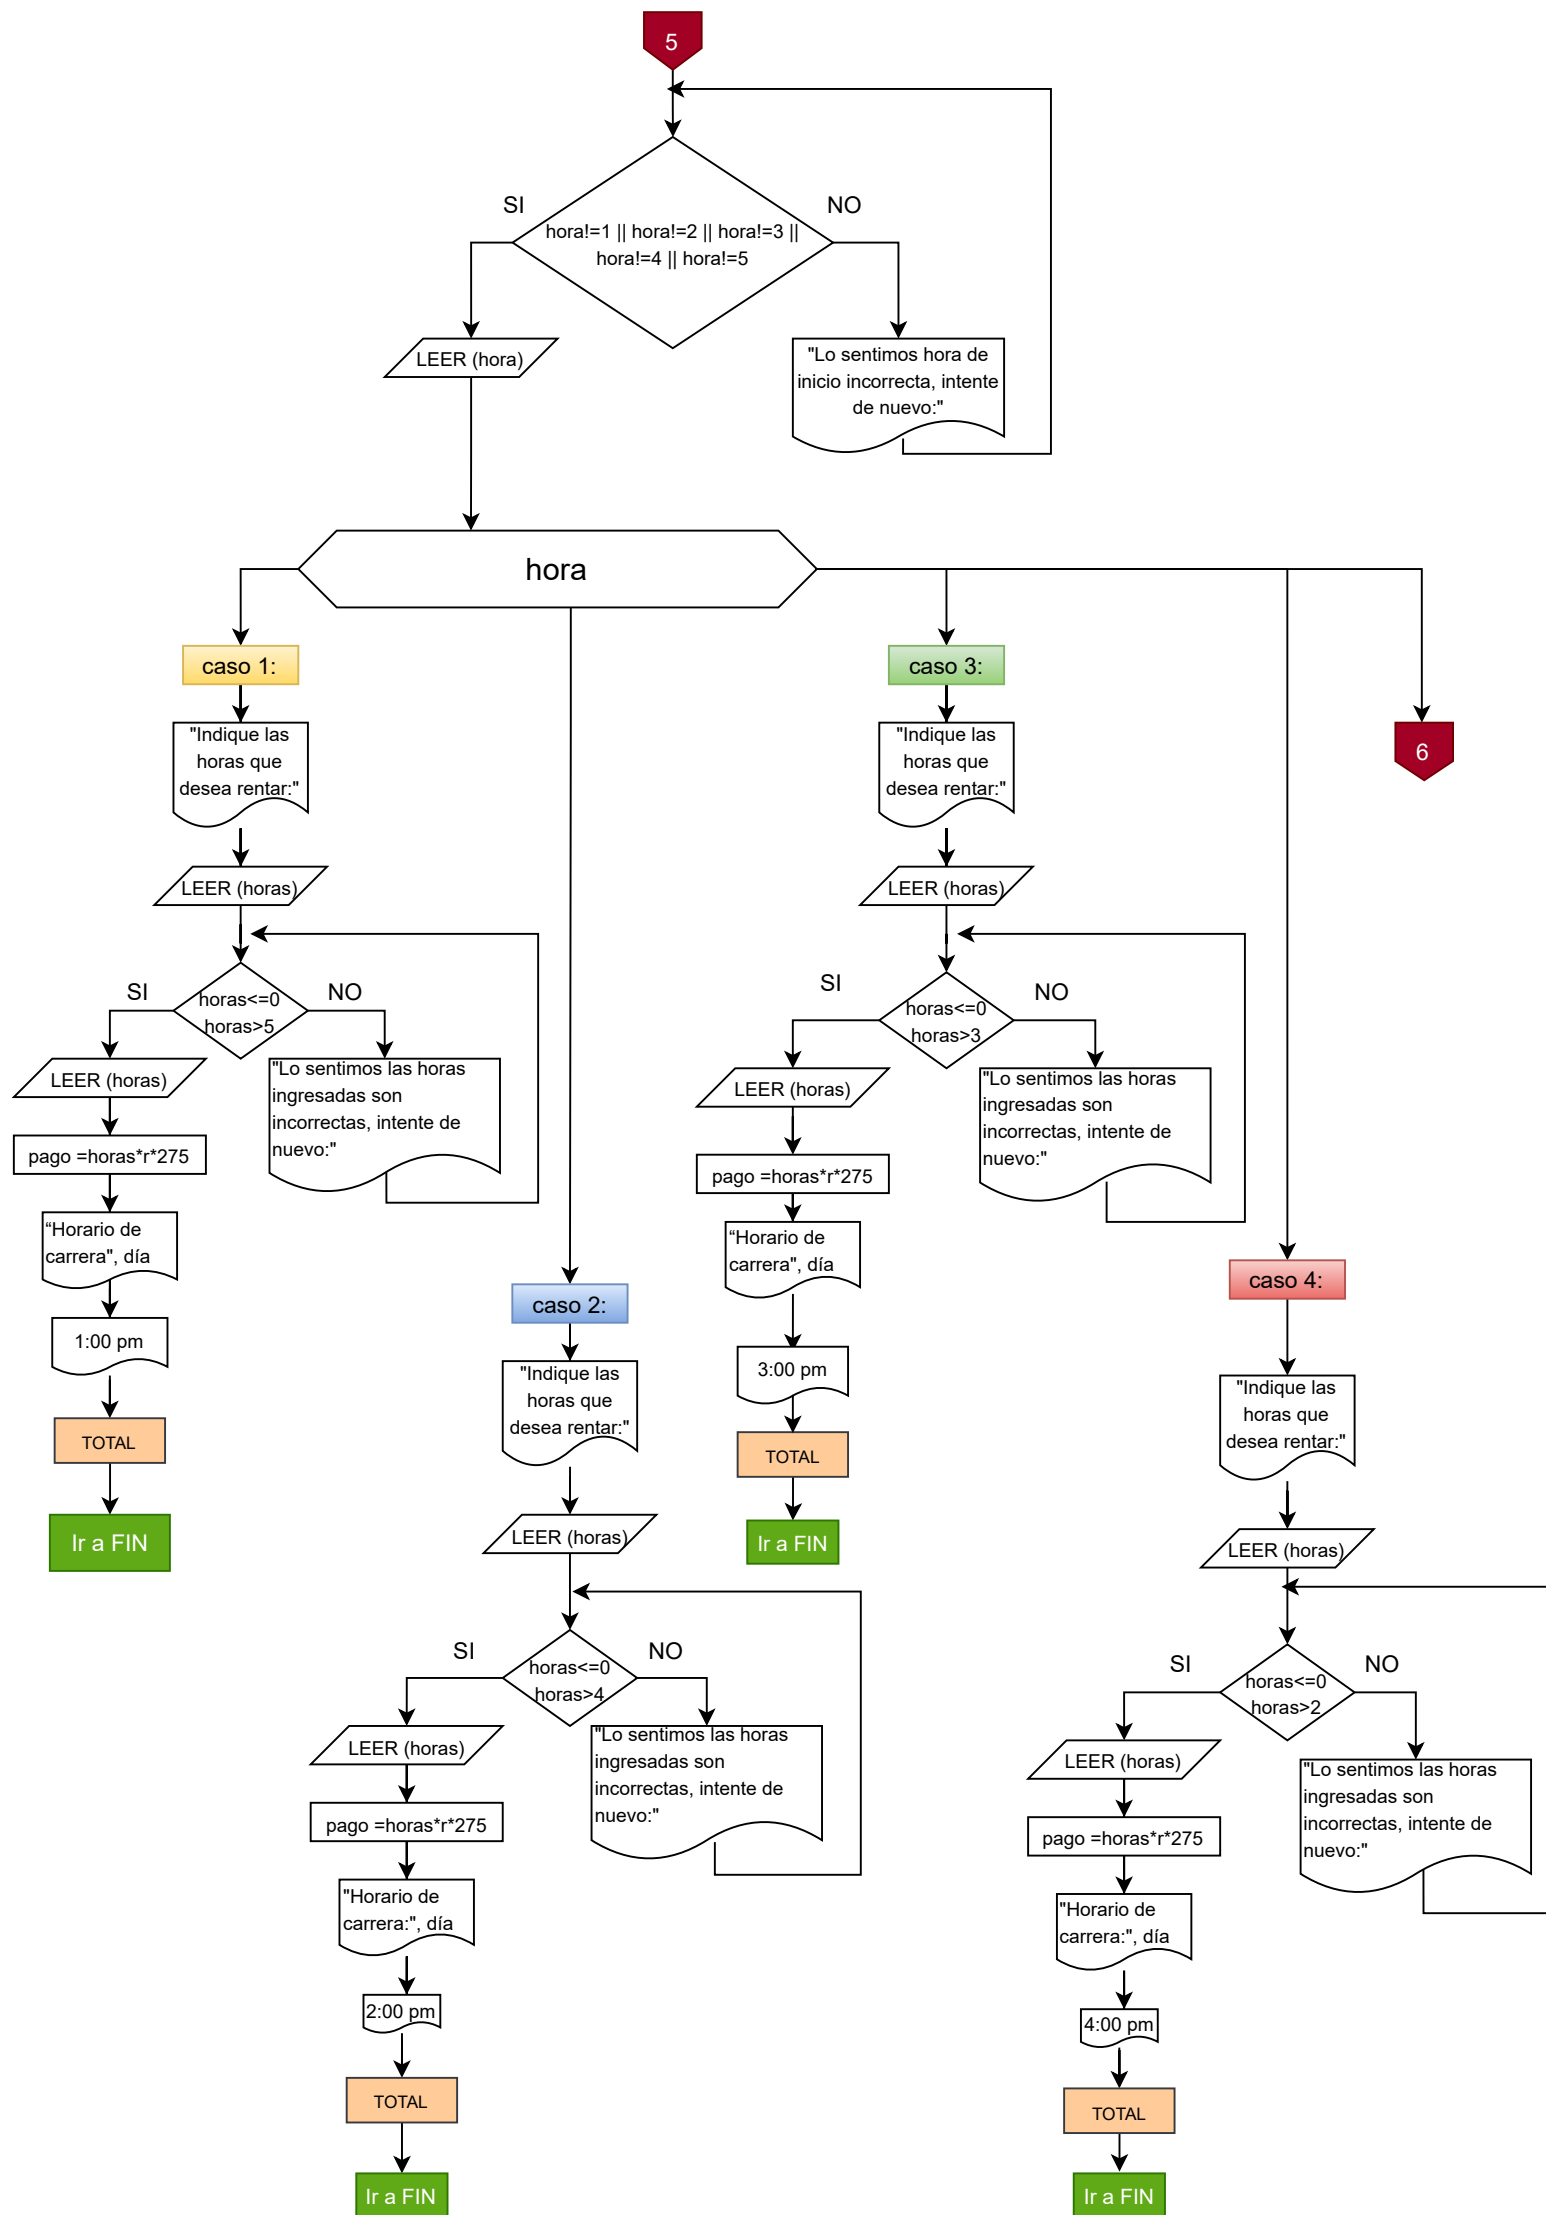 5
SI
NO
hora!=1 || hora!=2 || hora!=3 ||
hora!=4 || hora!=5
LEER (hora)
"Lo sentimos hora de
inicio incorrecta, intente
de nuevo:"
hora
caso 1:
"Indique las
horas que
desea rentar:"
LEER (horas)
SI
NO
horas<=0
horas>5
LEER (horas)
"Lo sentimos las horas
ingresadas son
incorrectas, intente de
nuevo:"
pago =horas*r*275
“Horario de
carrera", día
1:00 pm
TOTAL
Ir a FIN
caso 2:
"Indique las
horas que
desea rentar:"
LEER (horas)
SI
NO
horas<=0
horas>4
LEER (horas)
"Lo sentimos las horas
ingresadas son
incorrectas, intente de
nuevo:"
pago =horas*r*275
"Horario de
carrera:", día
2:00 pm
TOTAL
Ir a FIN
caso 3:
"Indique las
horas que
desea rentar:"
LEER (horas)
SI
NO
horas<=0
horas>3
LEER (horas)
"Lo sentimos las horas
ingresadas son
incorrectas, intente de
nuevo:"
pago =horas*r*275
“Horario de
carrera", día
3:00 pm
TOTAL
Ir a FIN
caso 4:
"Indique las
horas que
desea rentar:"
LEER (horas)
SI
NO
horas<=0
horas>2
LEER (horas)
"Lo sentimos las horas
ingresadas son
incorrectas, intente de
nuevo:"
pago =horas*r*275
"Horario de
carrera:", día
4:00 pm
TOTAL
Ir a FIN
6